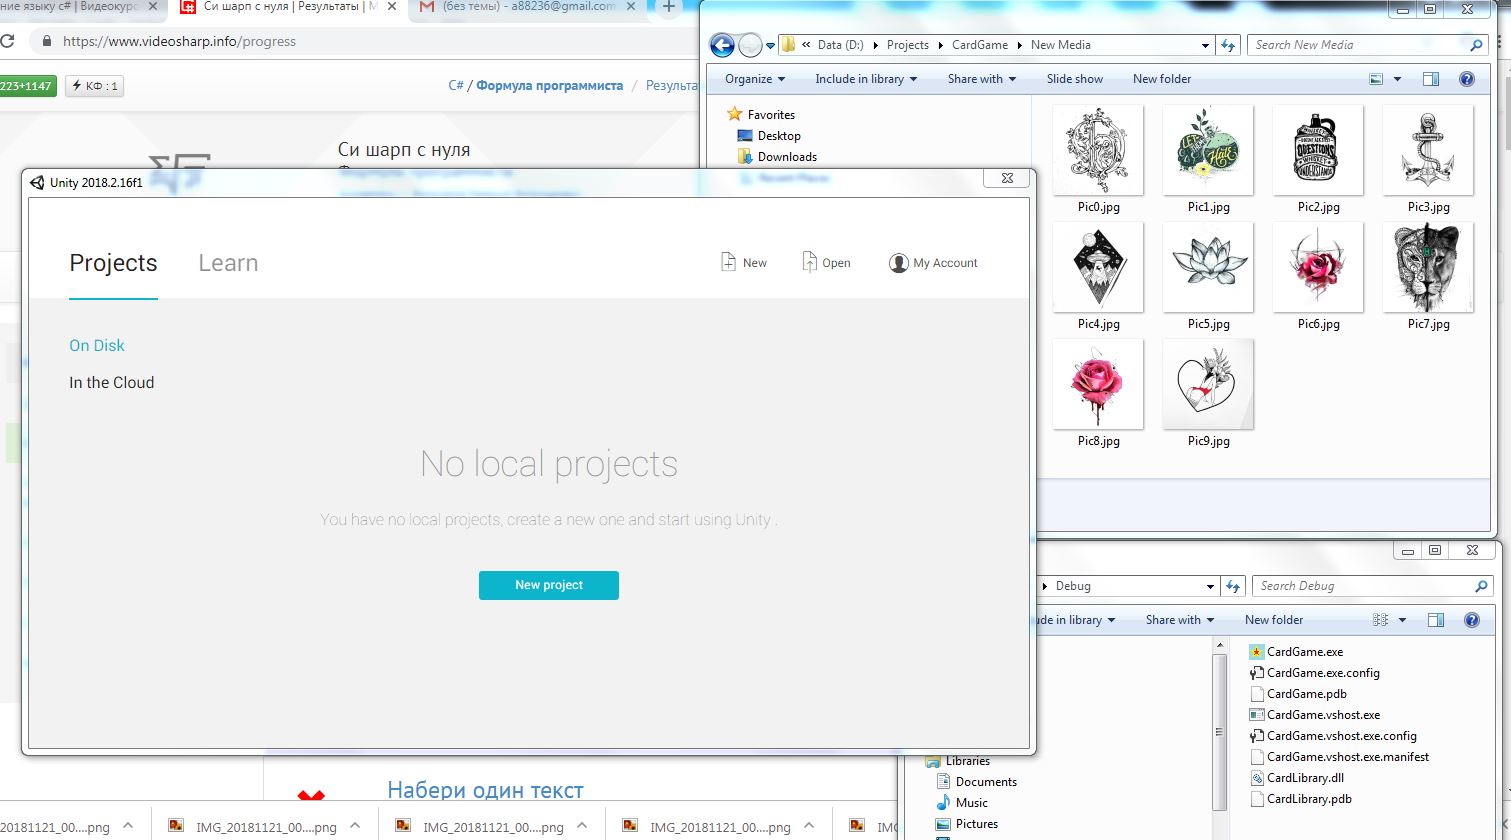 ние языку c# | Видеокурс
Си шарп с нуля | Результаты |
(без темы) - a88236@gmail.com
https://www.videosharp.info/progress
223+1147
КФ : 1
C# / Формула программиста / Результа
Си шарп с нуля
Unity 2018.2.16f1
Projects
Learn
New
Open
My Account
On Disk
In the Cloud
No local projects
You have no local projects, create a new one and start using Unity .
New project
Набери один текст
20181121_00....png
IMG_20181121_00....png
IMG_20181121_00....png
IMG_20181121_00....png
« Data (D:)
Projects
CardGame
New Media
Search New Media
Organize
Include in library
Share with
Slide show
New folder
Favorites
Desktop
Downloads
Recent Places
LET
Hale
QUESTIONS
WHISKEY
UNDERSTANDS
Pic0.jpg
Pic1.jpg
Pic2.jpg
Pic3.jpg
Pic4.jpg
Pic5.jpg
Pic6.jpg
Pic7.jpg
Pic8.jpg
Pic9.jpg
Debug
Search Debug
ude in library
Share with
New folder
CardGame.exe
CardGame.exe.config
CardGame.pdb
CardGame.vshost.exe
CardGame.vshost.exe.config
CardGame.vshost.exe.manifest
CardLibrary.dll
CardLibrary.pdb
Libraries
Documents
Music
Pictures